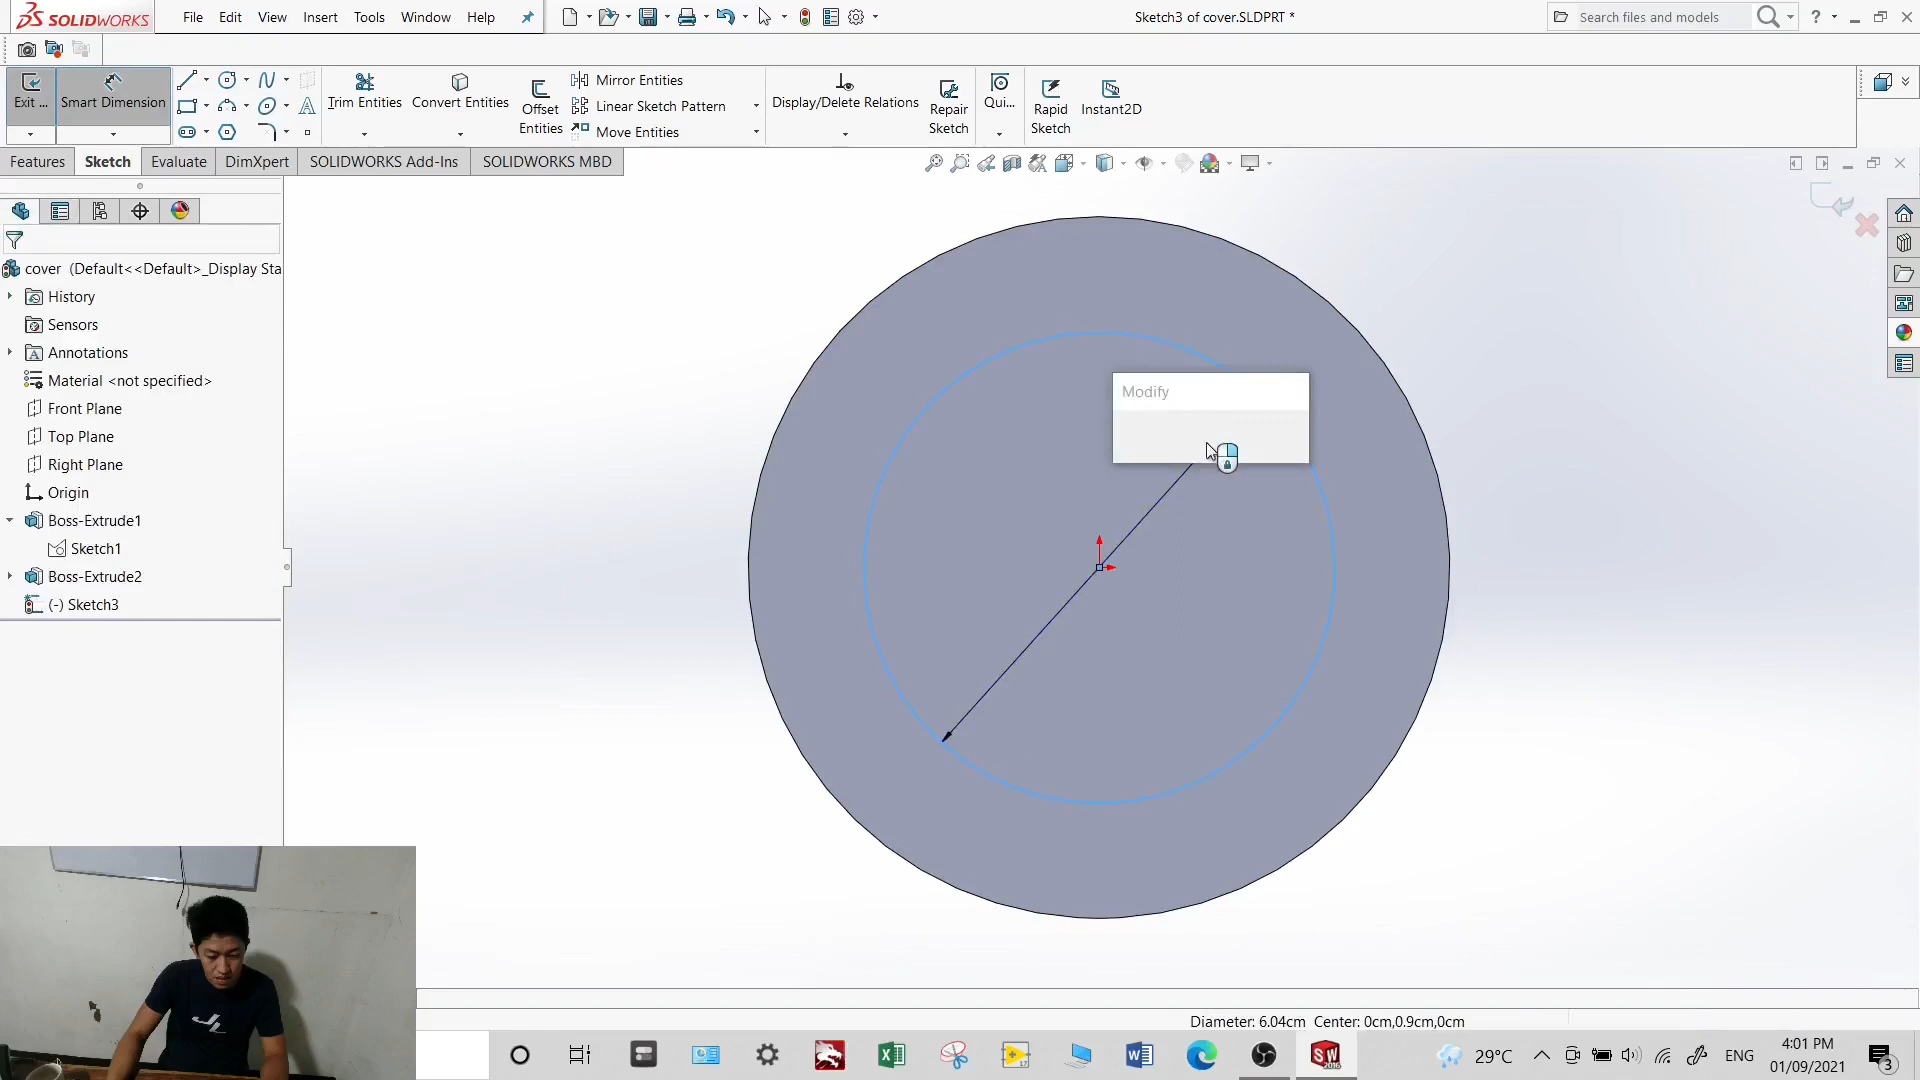 SOLIDWORKS File Edit View Insert Tools Window Help Sketch3 of cover.SLDPRT * Search files and models ?
Exit ... Smart Dimension Trim Entities Convert Entities Offset Entities Mirror Entities Linear Sketch Pattern Move Entities Display/Delete Relations Repair Sketch Qui... Rapid Sketch Instant2D
Features Sketch Evaluate DimXpert SOLIDWORKS Add-Ins SOLIDWORKS MBD
cover (Default<<Default>_Display Sta
History
Sensors
Annotations
Material <not specified>
Front Plane
Top Plane
Right Plane
Origin
Boss-Extrude1
Sketch1
Boss-Extrude2
(-) Sketch3
Modify
Diameter: 6.04cm Center: 0cm,0.9cm,0cm
29°C ENG 4:01 PM
01/09/2021
3